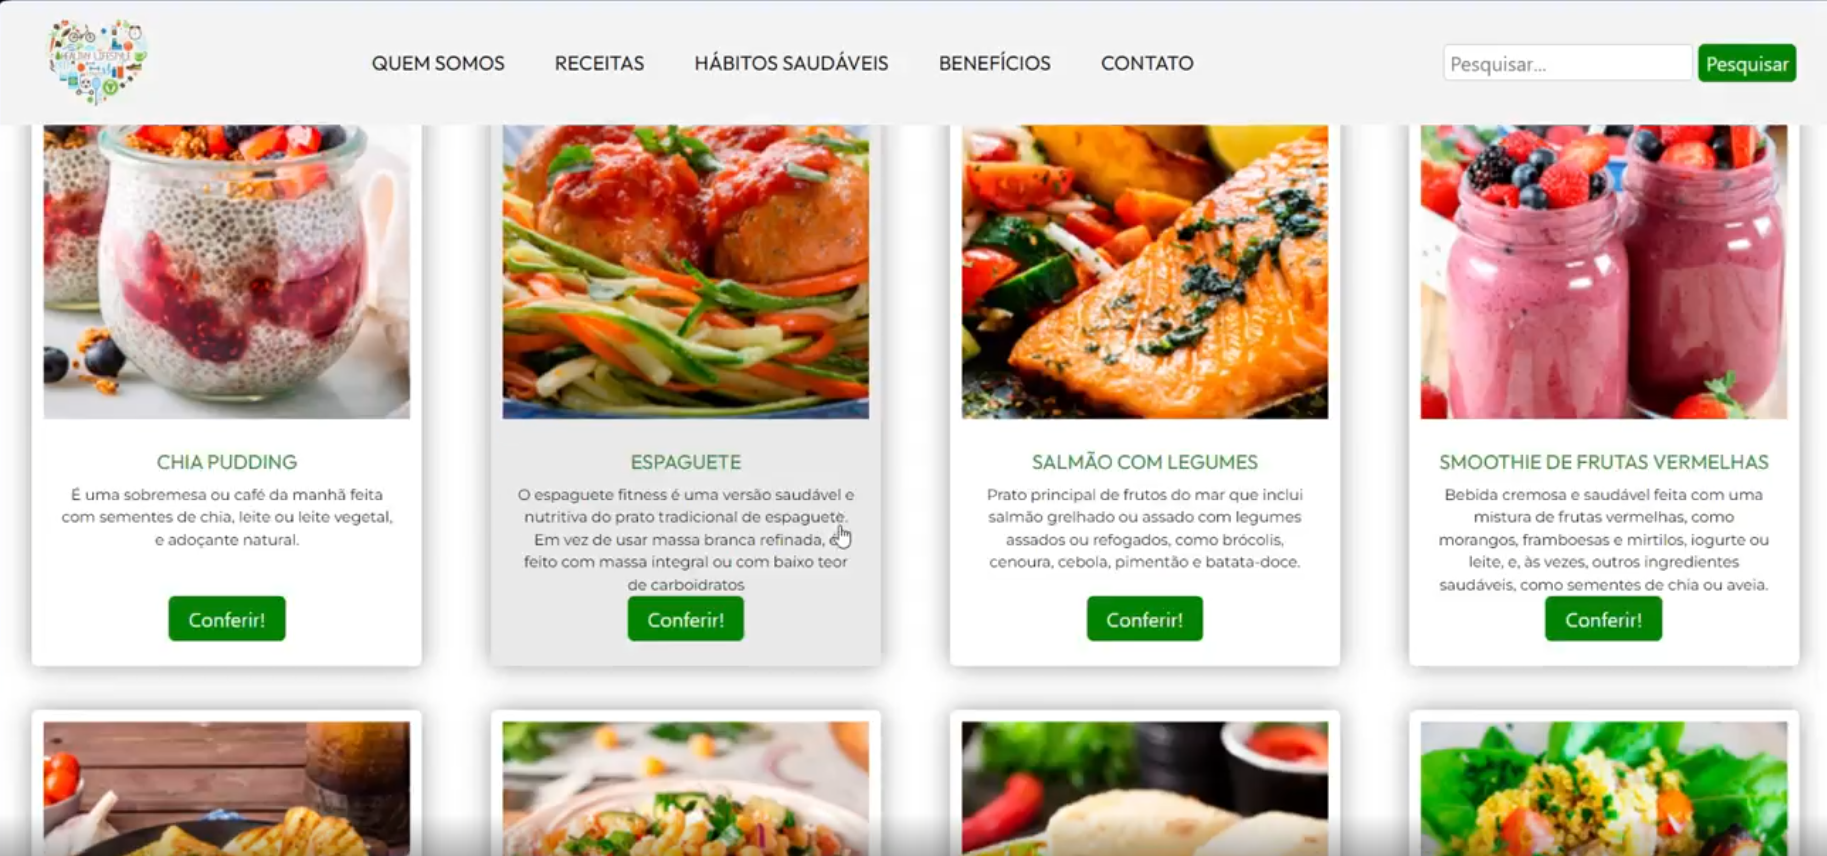 HEALTHY LIFESTYLE
QUEM SOMOS
RECEITAS
HÁBITOS SAUDÁVEIS
BENEFÍCIOS
CONTATO
Pesquisar...
Pesquisar
CHIA PUDDING
É uma sobremesa ou café da manhã feita
com sementes de chia, leite ou leite vegetal,
e adoçante natural.
Conferir!
ESPAGUETE
O espaguete fitness é uma versão saudável e
nutritiva do prato tradicional de espaguete.
Em vez de usar massa branca refinada, é
feito com massa integral ou com baixo teor
de carboidratos
Conferir!
SALMÃO COM LEGUMES
Prato principal de frutos do mar que inclui
salmão grelhado ou assado com legumes
assados ou refogados, como brócolis,
cenoura, cebola, pimentão e batata-doce.
Conferir!
SMOOTHIE DE FRUTAS VERMELHAS
Bebida cremosa e saudável feita com uma
mistura de frutas vermelhas, como
morangos, framboesas e mirtilos, iogurte ou
leite, e, às vezes, outros ingredientes
saudáveis, como sementes de chia ou aveia.
Conferir!